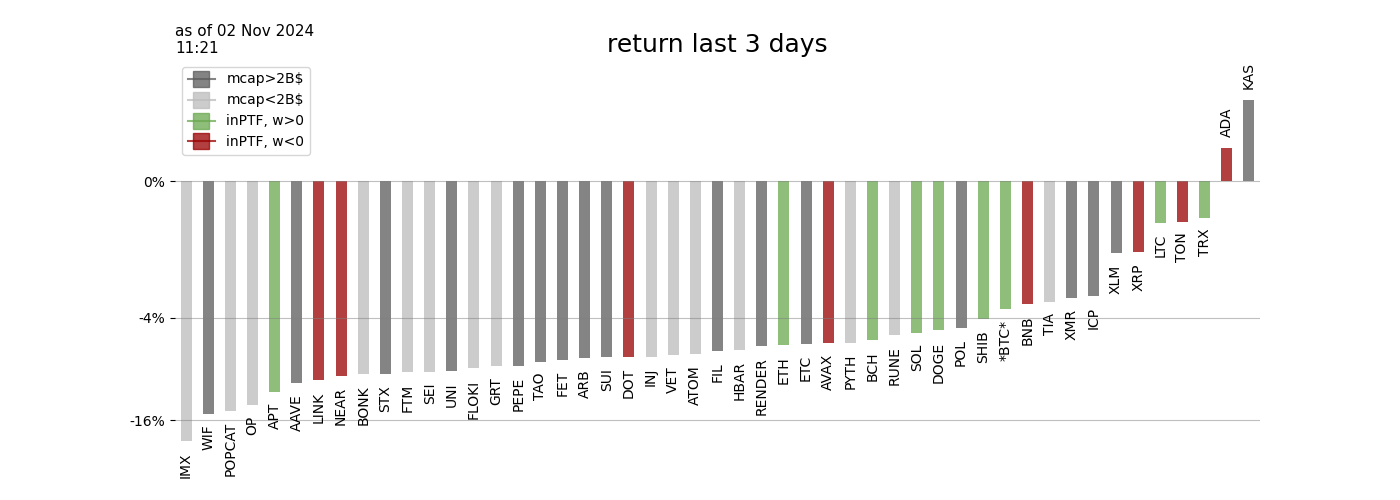 as of 02 Nov 2024
11:21
return last 3 days
mcap>2B$
mcap<2B$
inPTF, w>0
inPTF, w<0
0%
-4%
-16%
IMX
WIF
POPCAT
OP
APT
AAVE
LINK
NEAR
BONK
STX
FTM
SEI
UNI
FLOKI
GRT
PEPE
TAO
FET
ARB
SUI
DOT
INJ
VET
ATOM
FIL
HBAR
RENDER
ETH
ETC
AVAX
PYTH
BCH
RUNE
SOL
DOGE
POL
SHIB
*BTC*
BNB
TIA
XMR
ICP
XLM
XRP
LTC
TON
TRX
ADA
KAS